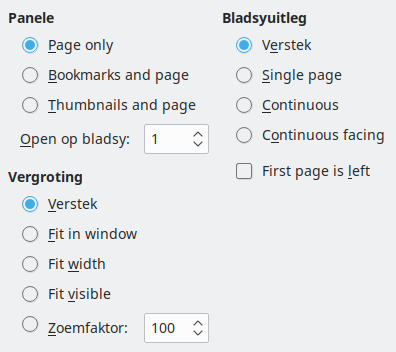 Panele
Page only
Bookmarks and page
Thumbnails and page
Open op bladsy: 1
Vergroting
Verstek
Fit in window
Fit width
Fit visible
Zoemfaktor: 100
Bladsyuitleg
Verstek
Single page
Continuous
Continuous facing
First page is left